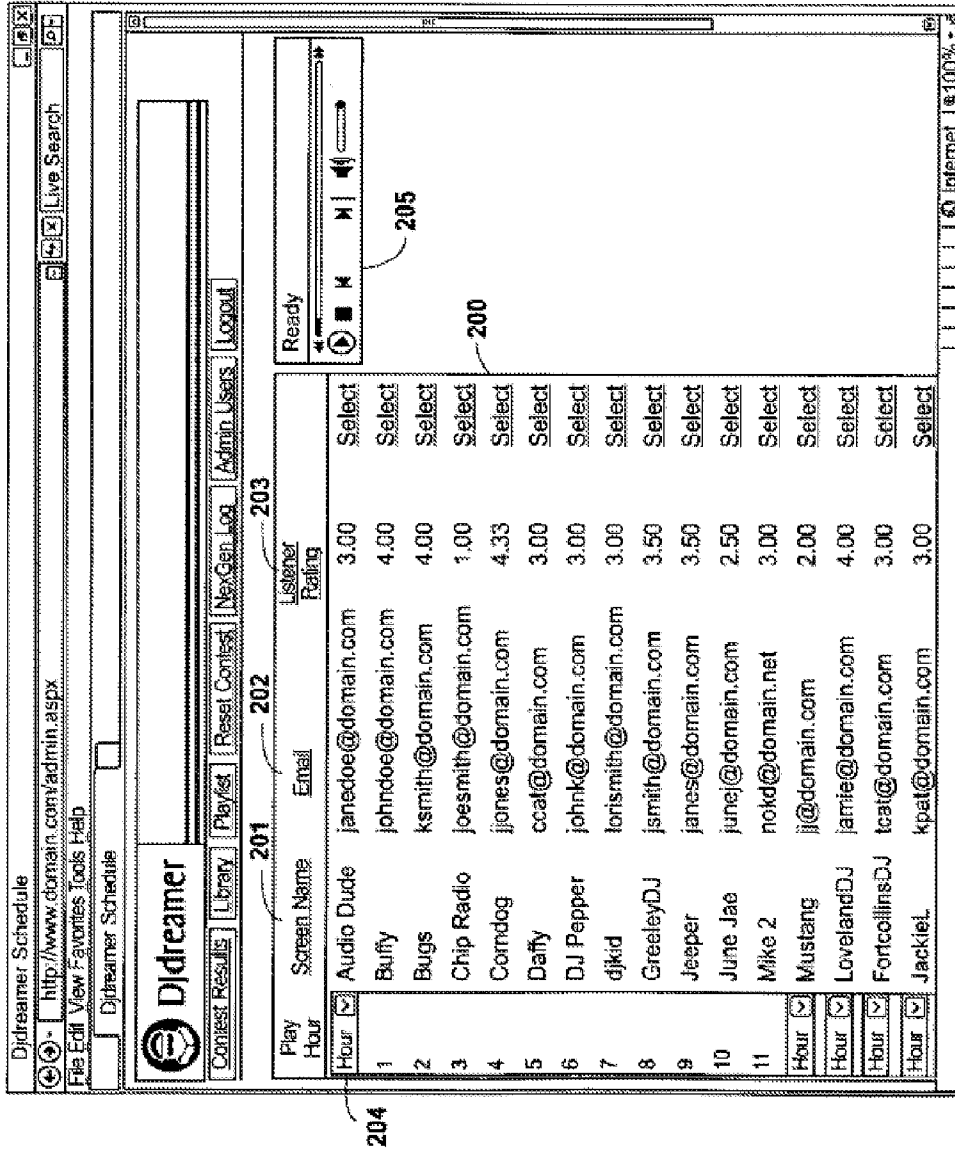 Djdreamer Schedule
http://www.domain.com/admin.aspx
Live Search
File Edit View Favorites Tools Help
Djdreamer Schedule
DJdreamer
Contest Results Library Playlist Reset Contest NexGen Log Admin Users Logout
201 202 203
Play Hour Screen Name Email Listener Rating
204
Hour Audio Dude janedoe@domain.com 3.00 Select
1 Buffy johndoe@domain.com 4.00 Select
2 Bugs ksmith@domain.com 4.00 Select
3 Chip Radio joesmith@domain.com 1.00 Select
4 Corndog jjones@domain.com 4.33 Select
5 Daffy ccat@domain.com 3.00 Select
6 DJ Pepper johnk@domain.com 3.00 Select
7 djkid lorismith@domain.com 3.00 Select
8 GreeleyDJ jsmith@domain.com 3.50 Select
9 Jeeper janes@domain.com 3.50 Select
10 June Jae junej@domain.com 2.50 Select
11 Mike 2 nokd@domain.net 3.00 Select
Hour Mustang jj@domain.com 2.00 Select
Hour LovelandDJ jamie@domain.com 4.00 Select
Hour FortcollinsDJ tcat@domain.com 3.00 Select
Hour JackieL kpat@domain.com 3.00 Select
Ready
205
200
Internet 100%